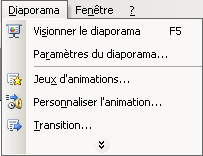 Diaporama Fenêtre ?
Visionner le diaporama F5
Paramètres du diaporama...
Jeux d'animations...
Personnaliser l'animation...
Transition...